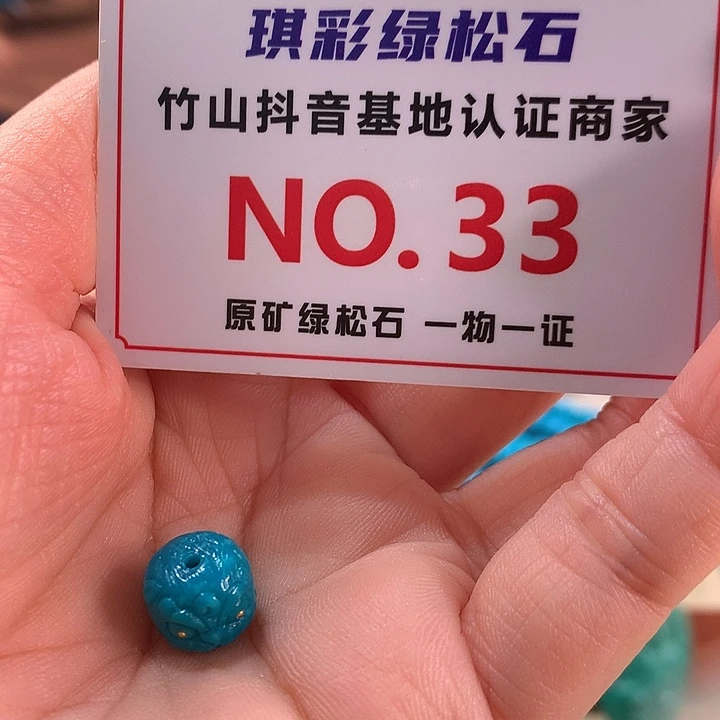 琪彩绿松石
竹山抖音基地认证商家
NO.33
原矿绿松石 一物一证